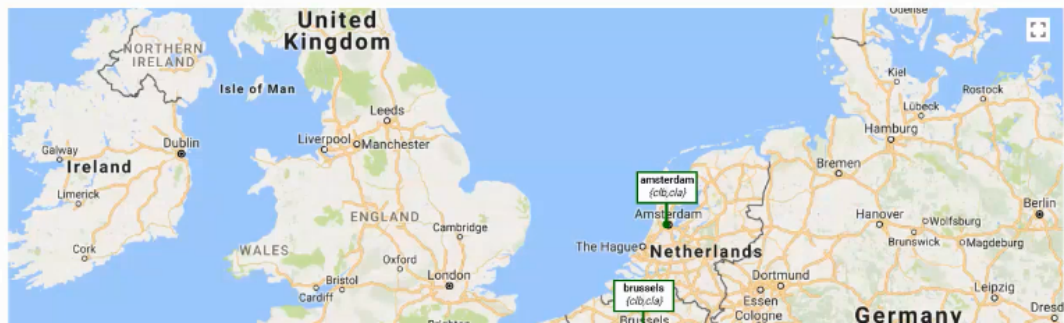 United
Kingdom
Odense
NORTHERN
IRELAND
Isle of Man
Kiel
Rostock
Lübeck
Leeds
Hamburg
Liverpool
Manchester
Dublin
Galway
Ireland
Bremen
amsterdam
{clb,cla}
Limerick
Berlin
Amsterdam
ENGLAND
Hanover
Wolfsburg
Cambridge
Brunswick
Magdeburg
Cork
WALES
The Hague
Netherlands
Oxford
London
Bristol
Dortmund
Cardiff
brussels
{clb,cla}
Leipzig
Essen
Cologne
Germany
Brussels